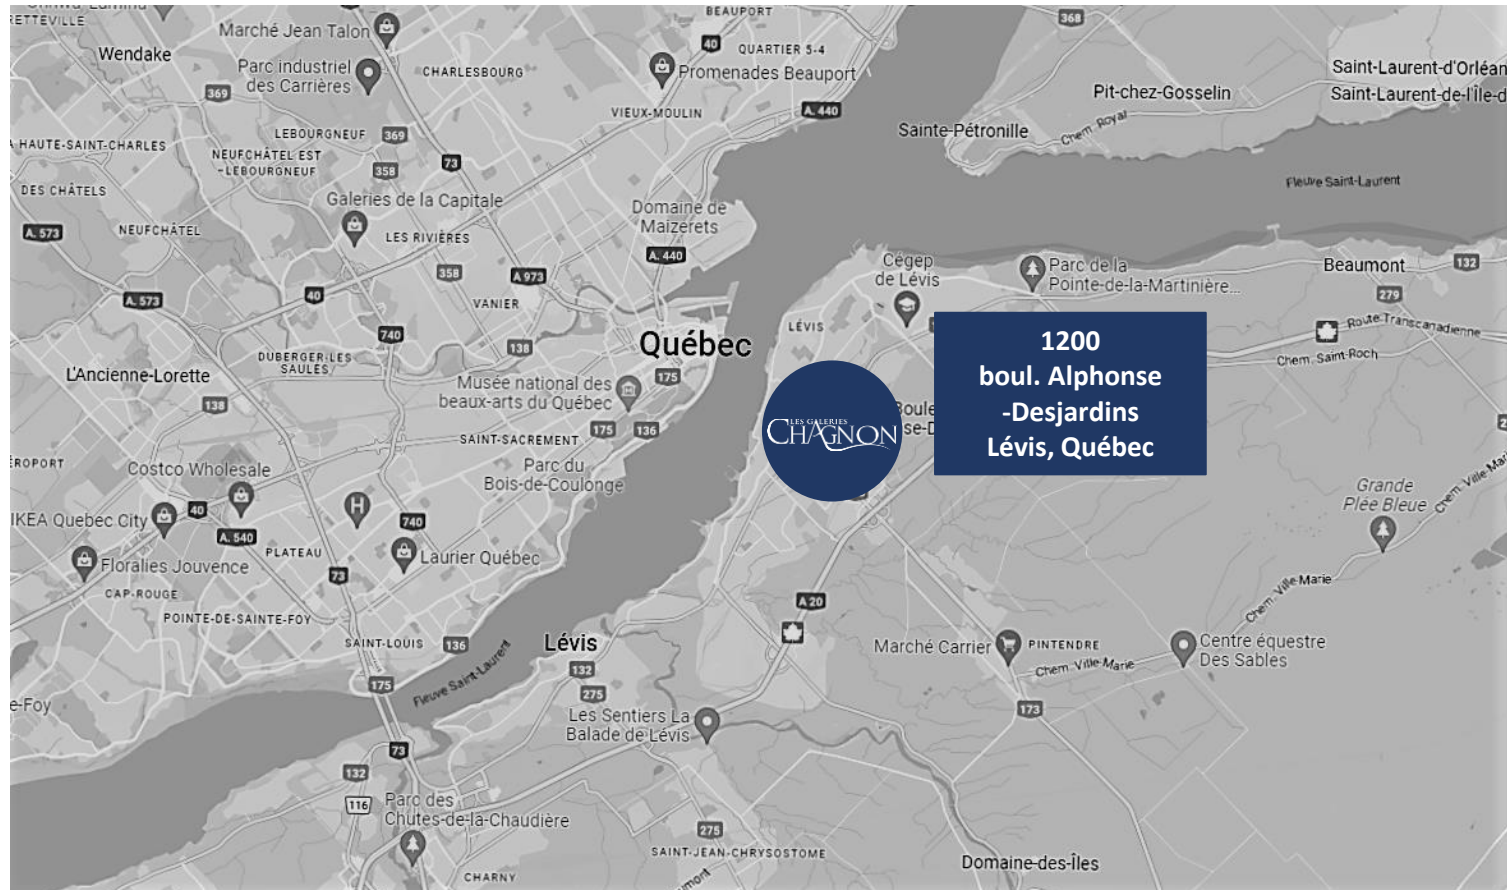 BEAUPORT
RETTEVILLE
368
Marché Jean Talon
40
QUARTIER 5-4
Wendake
Parc industriel
des Carrières
CHARLESBOURG
Promenades Beauport
Saint-Laurent-d'Orléan
Saint-Laurent-de-l'Île-d
369
Pit-chez-Gosselin
A. 440
VIEUX-MOULIN
Chem. Royal
Sainte-Pétronille
LEBOURGNEUF
369
HAUTE-SAINT-CHARLES
NEUFCHÂTEL EST
-LEBOURGNEUF
73
358
Fleuve Saint-Laurent
DES CHÂTELS
Galeries de la Capitale
Domaine de
Maizerets
A. 573
NEUFCHÂTEL
LES RIVIÈRES
A. 440
Cégep
de Lévis
Parc de la
Pointe-de-la-Martinière...
Beaumont
132
358
A 973
279
A. 573
40
VANIER
LÉVIS
Route Transcanadienne
740
138
Québec
Chem. Saint-Roch
DUBERGER-LES
SAULES
L'Ancienne-Lorette
175
Musée national des
beaux-arts du Québec
138
175
136
LES GALERIES
CHAGNON
Boule
se-D
1200
boul. Alphonse
-Desjardins
Lévis, Québec
SAINT-SACREMENT
ÉROPORT
Costco Wholesale
Parc du
Bois-de-Coulonge
Grande
Plée Bleue
Chem. Ville-Marie
H
40
IKEA Quebec City
740
A. 540
PLATEAU
Laurier Québec
Floralies Jouvence
73
CAP-ROUGE
Chem. Ville-Marie
A 20
POINTE-DE-SAINTE-FOY
SAINT-LOUIS
136
Lévis
Marché Carrier
PINTENDRE
Centre équestre
Des Sables
132
Chem. Ville-Marie
Fleuve Saint-Laurent
175
275
e-Foy
173
Les Sentiers La
Balade de Lévis
73
132
116
Parc des
Chutes-de-la-Chaudière
275
SAINT-JEAN-CHRYSOSTOME
Domaine-des-Îles
CHARNY